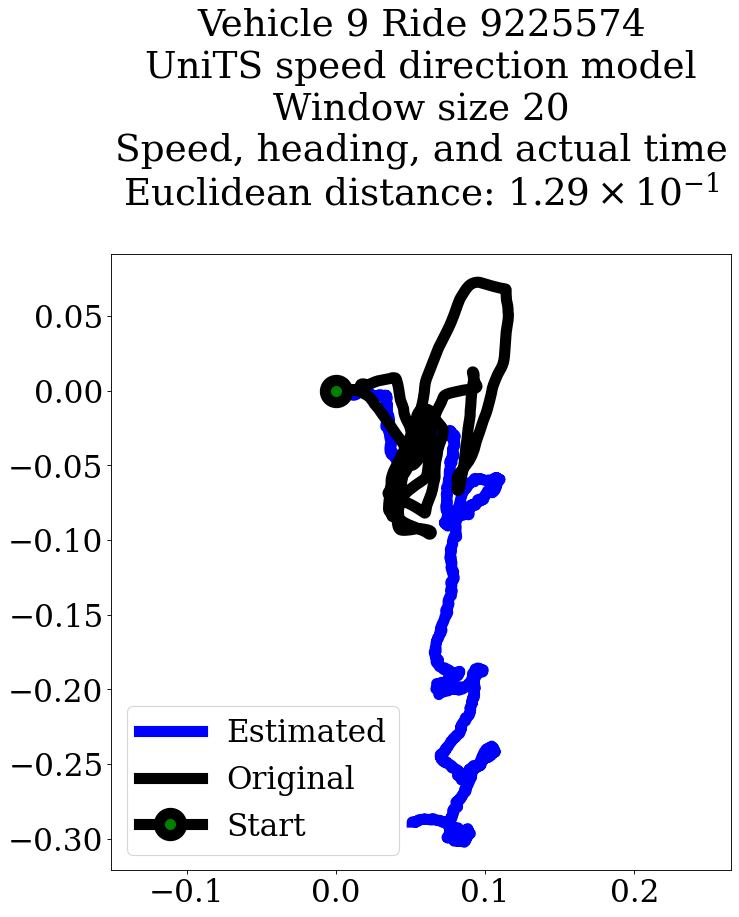 Vehicle 9 Ride 9225574
UniTS speed direction model
Window size 20
Speed, heading, and actual time
Euclidean distance: 1.29 × 10⁻¹
0.05
0.00
−0.05
−0.10
−0.15
−0.20
−0.25
−0.30
Estimated
Original
Start
−0.1
0.0
0.1
0.2